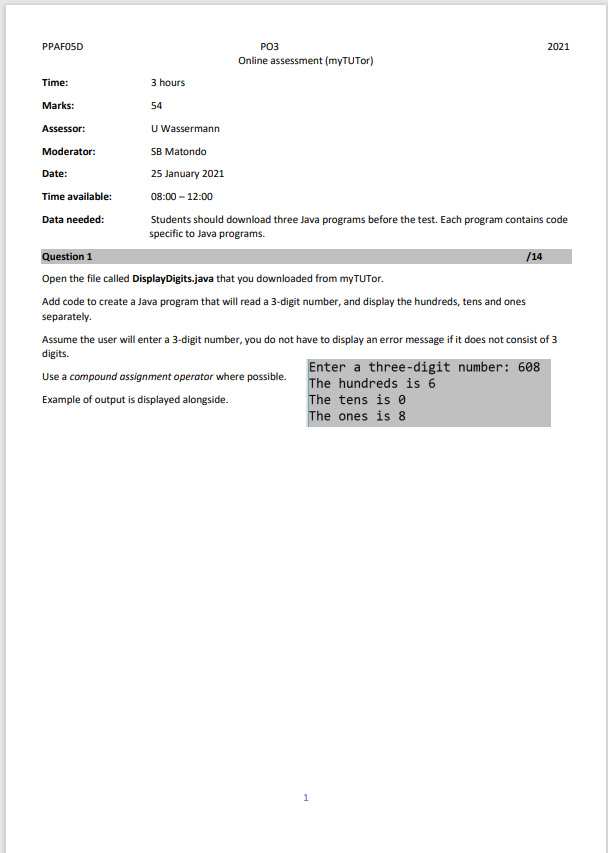 PPAF05D PO3 2021
Online assessment (myTUTor)
Time: 3 hours
Marks: 54
Assessor: U Wassermann
Moderator: SB Matondo
Date: 25 January 2021
Time available: 08:00 – 12:00
Data needed: Students should download three Java programs before the test. Each program contains code
specific to Java programs.
Question 1 /14
Open the file called DisplayDigits.java that you downloaded from myTUTor.
Add code to create a Java program that will read a 3-digit number, and display the hundreds, tens and ones
separately.
Assume the user will enter a 3-digit number, you do not have to display an error message if it does not consist of 3
digits.
Use a compound assignment operator where possible.
Example of output is displayed alongside.
Enter a three-digit number: 608
The hundreds is 6
The tens is 0
The ones is 8
1